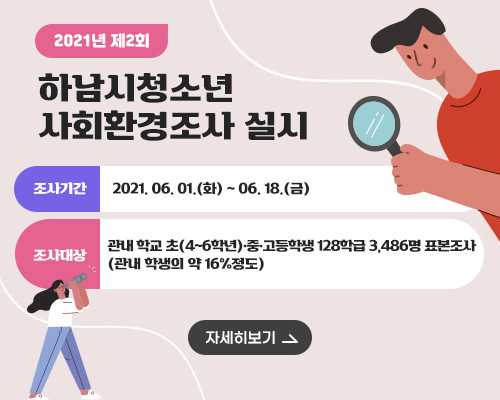 2021년 제2회
하남시청소년
사회환경조사 실시
조사기간
2021. 06. 01.(화) ~ 06. 18.(금)
조사대상
관내 학교 초(4~6학년)·중·고등학생 128학급 3,486명 표본조사
(관내 학생의 약 16%정도)
자세히보기